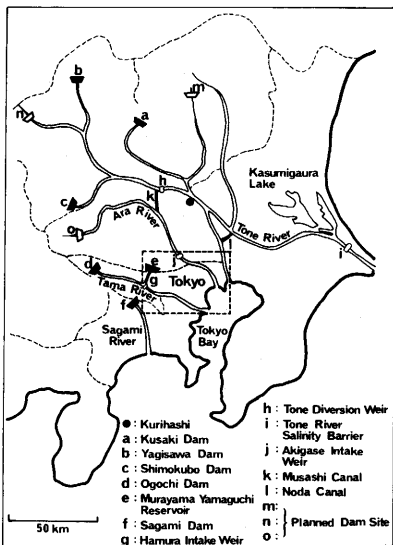 b
n
a
m
Kasumigaura
Lake
h
k
c
Ara River
o
Tone River
i
j
l
d
e
g
Tokyo
Tama River
f
Sagami
River
Tokyo
Bay
50 km
● : Kurihashi
a : Kusaki Dam
b : Yagisawa Dam
c : Shimokubo Dam
d : Ogochi Dam
e : Murayama Yamaguchi
Reservoir
f : Sagami Dam
g : Hamura Intake Weir
h : Tone Diversion Weir
i : Tone River
Salinity Barrier
j : Akigase Intake
Weir
k : Musashi Canal
l : Noda Canal
m:
n : Planned Dam Site
o :